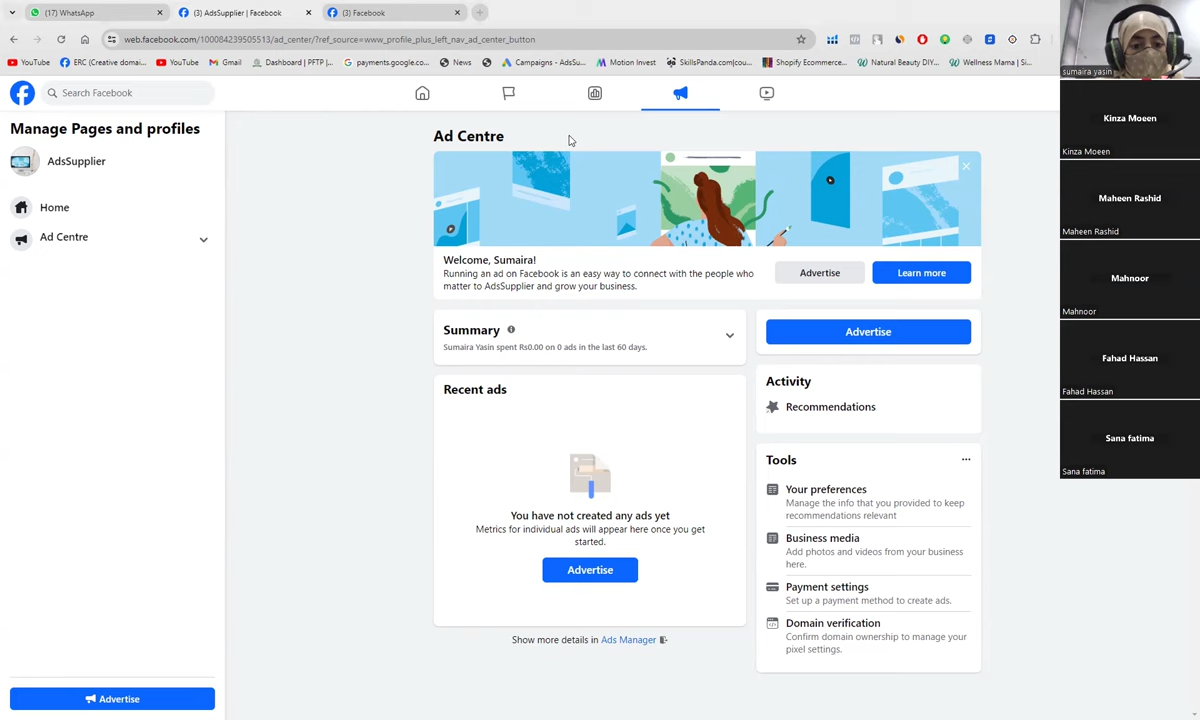 (17) WhatsApp
(3) AdsSupplier | Facebook
(3) Facebook
web.facebook.com/100084239505513/ad_center/?ref_source=www_profile_plus_left_nav_ad_center_button
YouTube
ERC (Creative domai...
YouTube
Gmail
Dashboard | PFTP |...
payments.google.co...
News
Campaigns - AdsSu...
Motion Invest
SkillsPanda.com|cou...
Shopify Ecommerce...
Natural Beauty DIY...
Wellness Mama | Si...
Search Facebook
Manage Pages and profiles
AdsSupplier
Home
Ad Centre
Advertise
Ad Centre
Welcome, Sumaira!
Running an ad on Facebook is an easy way to connect with the people who
matter to AdsSupplier and grow your business.
Advertise
Learn more
Summary
Sumaira Yasin spent Rs0.00 on 0 ads in the last 60 days.
Recent ads
You have not created any ads yet
Metrics for individual ads will appear here once you get
started.
Advertise
Show more details in Ads Manager
Advertise
Activity
Recommendations
Tools
Your preferences
Manage the info that you provided to keep
recommendations relevant
Business media
Add photos and videos from your business
here.
Payment settings
Set up a payment method to create ads.
Domain verification
Confirm domain ownership to manage your
pixel settings.
sumaira yasin
Kinza Moeen
Kinza Moeen
Maheen Rashid
Maheen Rashid
Mahnoor
Mahnoor
Fahad Hassan
Fahad Hassan
Sana fatima
Sana fatima